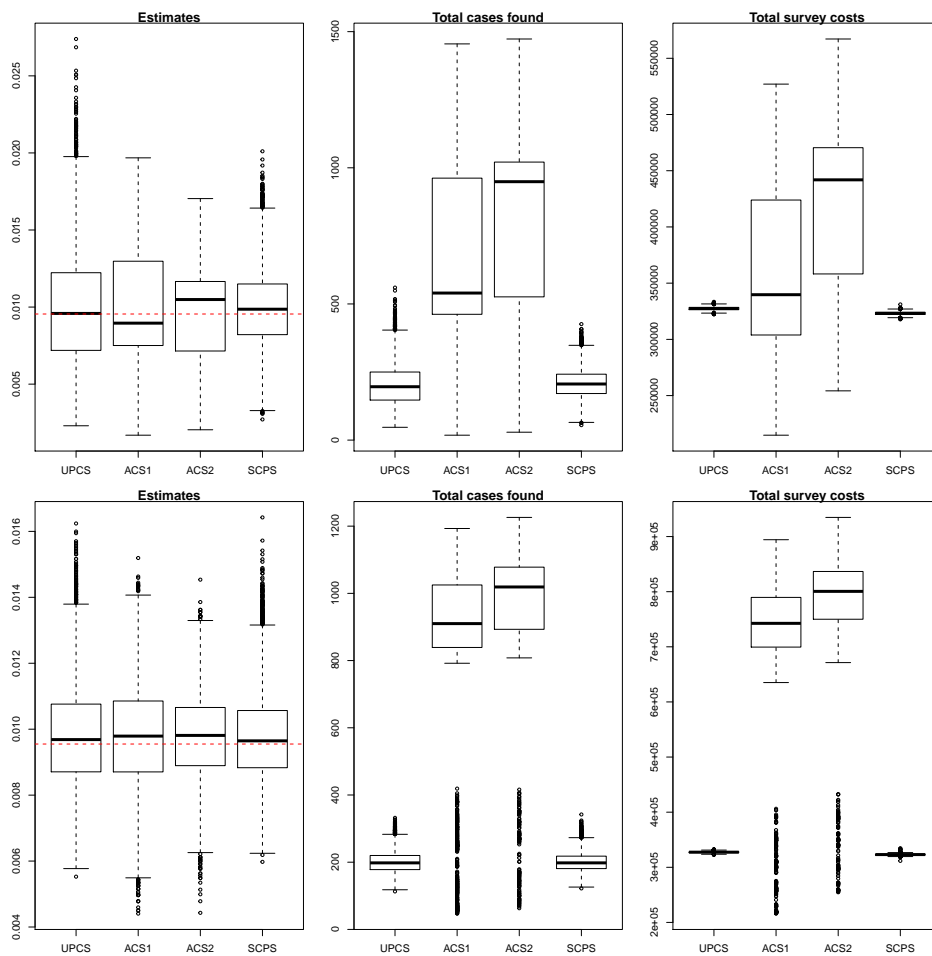 Estimates
0.025
0.020
0.015
0.010
0.005
UPCS ACS1 ACS2 SCPS
Total cases found
1500
1000
500
0
UPCS ACS1 ACS2 SCPS
Total survey costs
550000
500000
450000
400000
350000
300000
250000
UPCS ACS1 ACS2 SCPS
Estimates
0.016
0.014
0.012
0.010
0.008
0.006
0.004
UPCS ACS1 ACS2 SCPS
Total cases found
1200
1000
800
600
400
200
0
UPCS ACS1 ACS2 SCPS
Total survey costs
9e+05
8e+05
7e+05
6e+05
5e+05
4e+05
3e+05
2e+05
UPCS ACS1 ACS2 SCPS